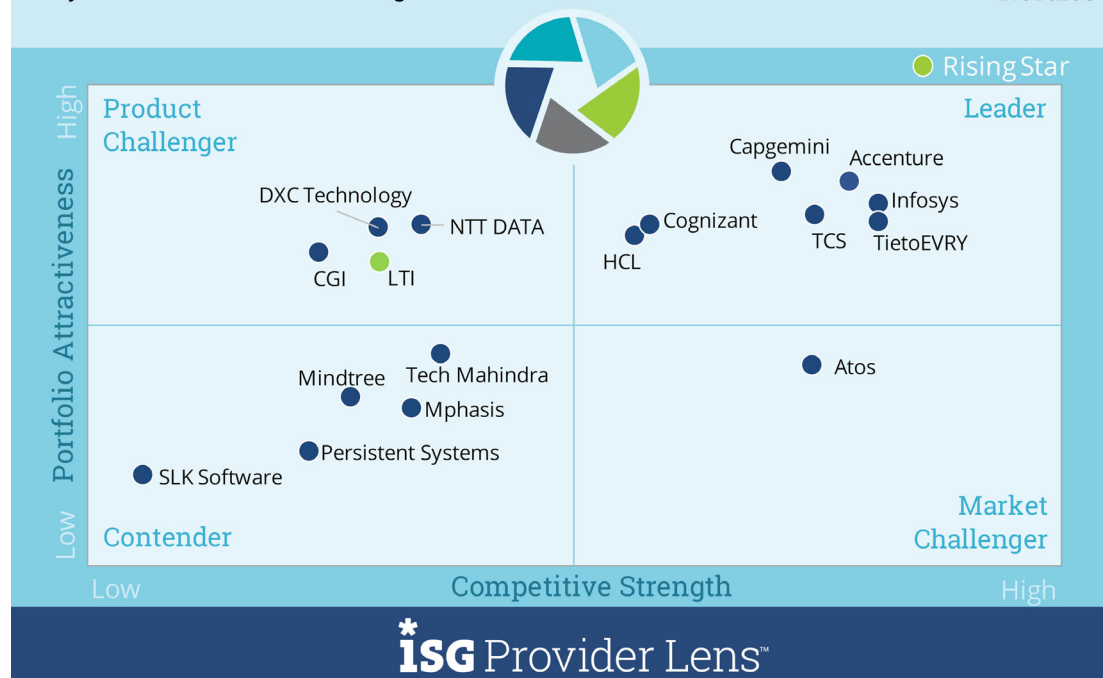 Rising Star
High
Product
Challenger
Leader
Capgemini
Accenture
DXC Technology
Infosys
NTT DATA
Cognizant
TCS
TietoEVRY
HCL
CGI
LTI
Portfolio Attractiveness
Tech Mahindra
Mindtree
Atos
Mphasis
Persistent Systems
SLK Software
Low
Contender
Market
Challenger
Low
Competitive Strength
High
*
iSG Provider Lens™